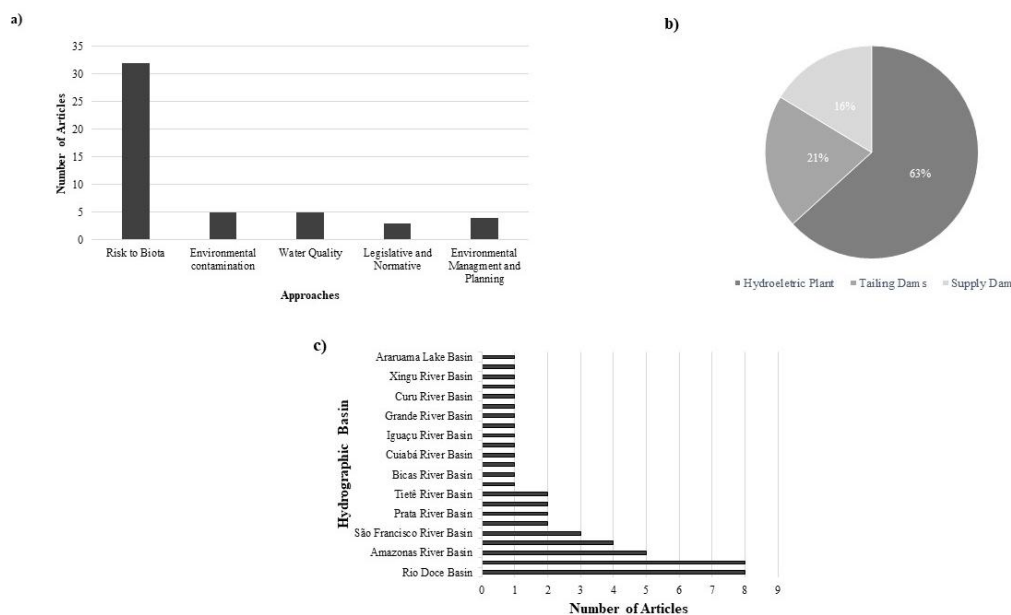 a)
Number of Articles
35
30
25
20
15
10
5
0
Risk to Biota
Environmental
contamination
Water Quality
Legislative and
Normative
Environmental
Managment and
Planning
Approaches
b)
16%
21%
63%
Hydroeletric Plant
Tailing Dams
Supply Dam
c)
Hydrographic Basin
Araruama Lake Basin
Xingu River Basin
Curu River Basin
Grande River Basin
Iguaçu River Basin
Cuiabá River Basin
Bicas River Basin
Tietê River Basin
Prata River Basin
São Francisco River Basin
Amazonas River Basin
Rio Doce Basin
0 1 2 3 4 5 6 7 8 9
Number of Articles